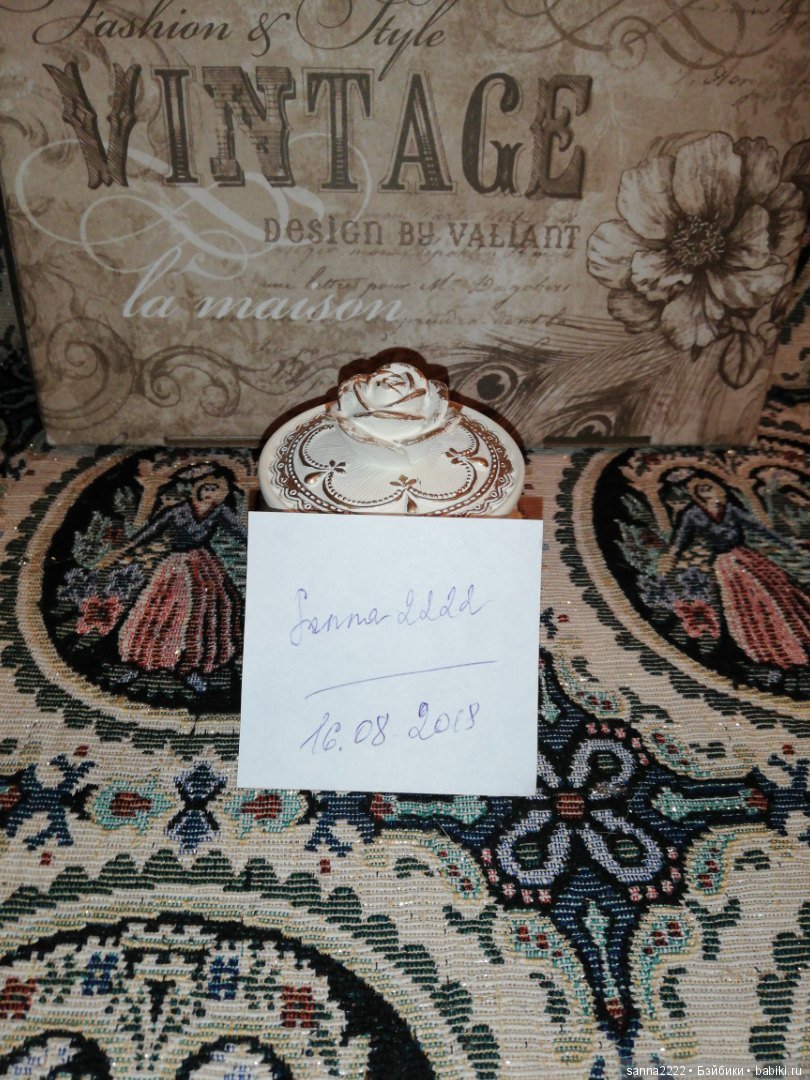 Fashion & Style
VINTAGE
DESIGN BY VALIANT
la maison
Sanna2222
16.08.2018
sanna2222 • Бэйбики • babiki.ru